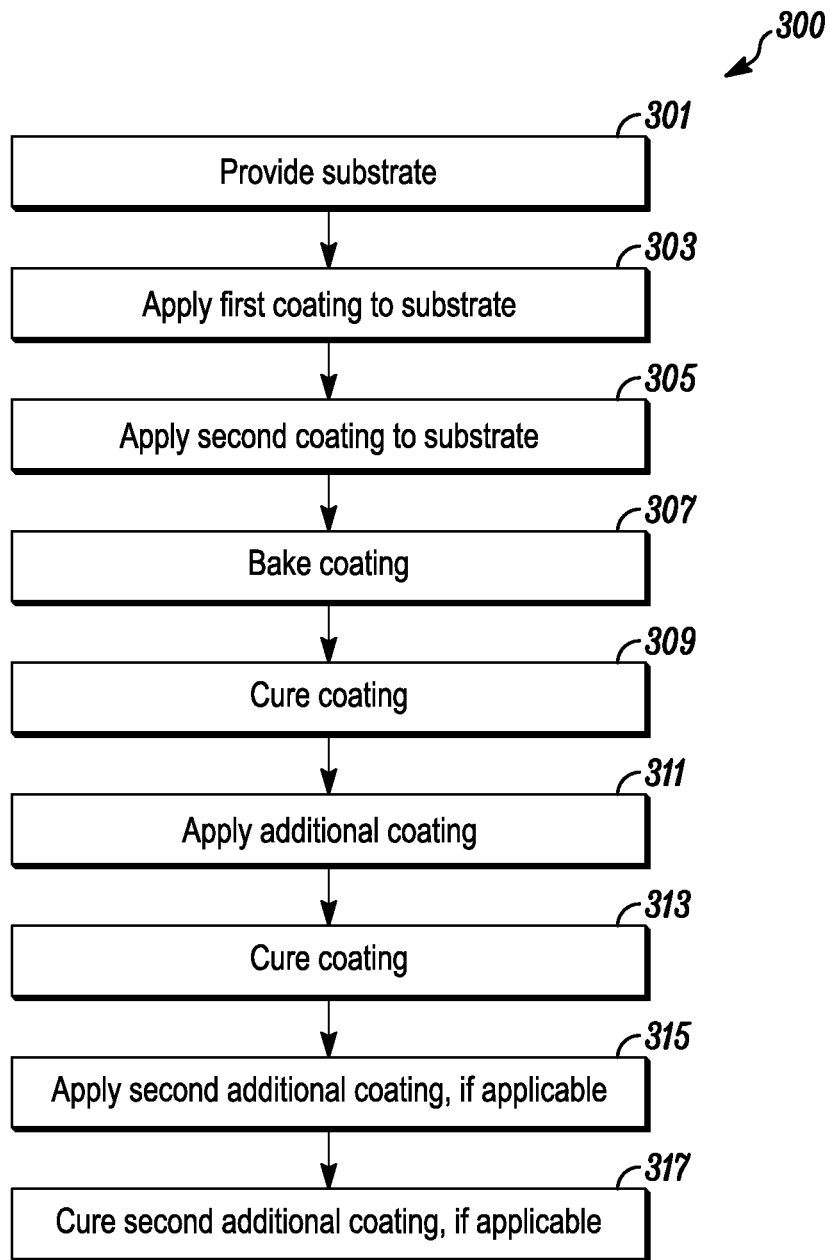 300
301
Provide substrate
303
Apply first coating to substrate
305
Apply second coating to substrate
307
Bake coating
309
Cure coating
311
Apply additional coating
313
Cure coating
315
Apply second additional coating, if applicable
317
Cure second additional coating, if applicable